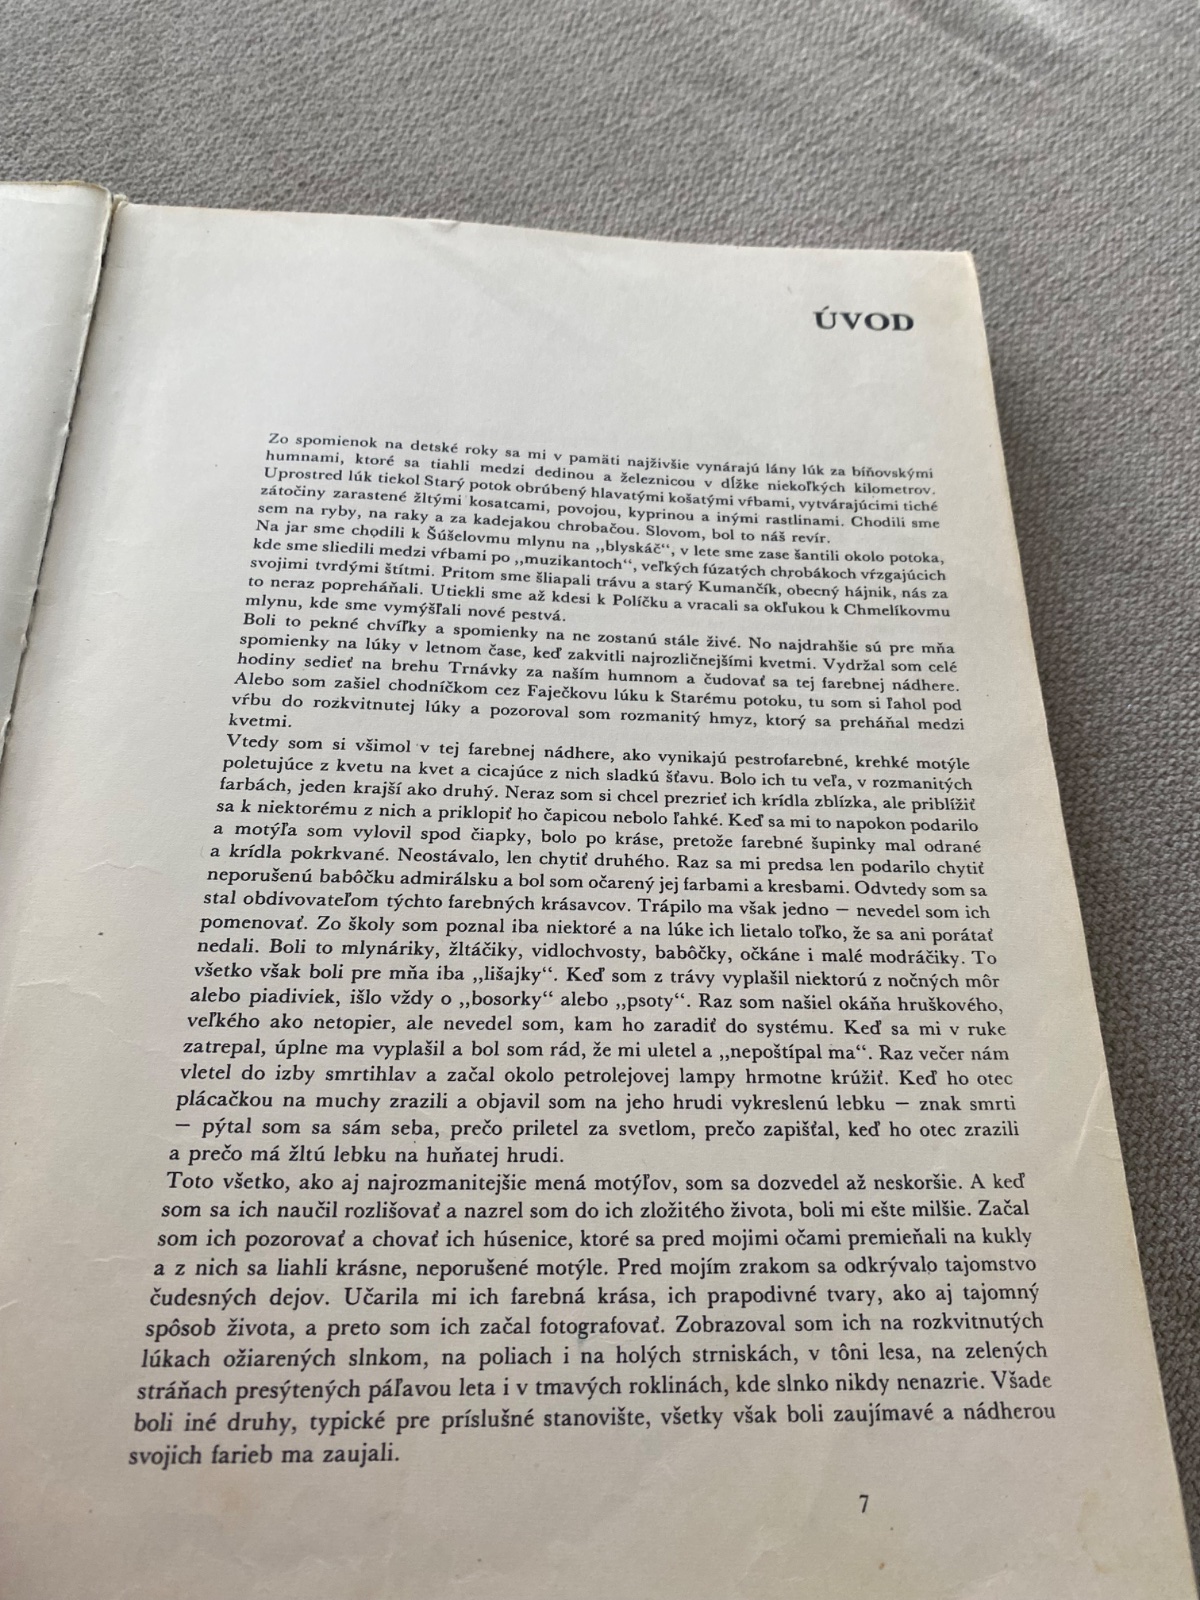 ÚVOD
Zo spomienok na detské roky sa mi v pamäti najživšie vynárajú lány lúk za bíňovskými
humnami, ktoré sa tiahli medzi dedinou a železnicou v dĺžke niekoľkých kilometrov.
Uprostred lúk tiekol Starý potok obrúbený hlavatými košatými vŕbami, vytvárajúcimi tiché
zátočiny zarastené žltými kosatcami, povojou, kyprinou a inými rastlinami. Chodili sme
sem na ryby, na raky a za kadejakou chrobačou. Slovom, bol to náš revír.
Na jar sme chodili k Šúšelovmu mlynu na „blyskáč“, v lete sme zase šantili okolo potoka,
kde sme sliedili medzi vŕbami po „muzikantoch“, veľkých fúzatých chrobákoch vŕzgajúcich
svojimi tvrdými štítmi. Pritom sme šliapali trávu a starý Kumančík, obecný hájnik, nás za
to neraz popreháňali. Utiekli sme až kdesi k Políčku a vracali sa okľukou k Chmelíkovmu
mlynu, kde sme vymýšľali nové pestvá.
Boli to pekné chvíľky a spomienky na ne zostanú stále živé. No najdrahšie sú pre mňa
spomienky na lúky v letnom čase, keď zakvitli najrozličnejšími kvetmi. Vydržal som celé
hodiny sedieť na brehu Trnávky za naším humnom a čudovať sa tej farebnej nádhere.
Alebo som zašiel chodníčkom cez Faječkovu lúku k Starému potoku, tu som si ľahol pod
vŕbu do rozkvitnutej lúky a pozoroval som rozmanitý hmyz, ktorý sa preháňal medzi
kvetmi.
Vtedy som si všimol v tej farebnej nádhere, ako vynikajú pestrofarebné, krehké motýle
poletujúce z kvetu na kvet a cicajúce z nich sladkú šťavu. Bolo ich tu veľa, v rozmanitých
farbách, jeden krajší ako druhý. Neraz som si chcel prezrieť ich krídla zblízka, ale priblížiť
sa k niektorému z nich a priklopiť ho čapicou nebolo ľahké. Keď sa mi to napokon podarilo
a motýľa som vylovil spod čiapky, bolo po kráse, pretože farebné šupinky mal odrané
a krídla pokrkvané. Neostávalo, len chytiť druhého. Raz sa mi predsa len podarilo chytiť
neporušenú babôčku admirálsku a bol som očarený jej farbami a kresbami. Odvtedy som sa
stal obdivovateľom týchto farebných krásavcov. Trápilo ma však jedno – nevedel som ich
pomenovať. Zo školy som poznal iba niektoré a na lúke ich lietalo toľko, že sa ani porátať
nedali. Boli to mlynáriky, žltáčiky, vidlochvosty, babôčky, očkáne i malé modráčiky. To
všetko však boli pre mňa iba „lišajky“. Keď som z trávy vyplašil niektorú z nočných môr
alebo piadiviek, išlo vždy o „bosorky“ alebo „psoty“. Raz som našiel okáňa hruškového,
veľkého ako netopier, ale nevedel som, kam ho zaradiť do systému. Keď sa mi v ruke
zatrepal, úplne ma vyplašil a bol som rád, že mi uletel a „nepoštípal ma“. Raz večer nám
vletel do izby smrtihlav a začal okolo petrolejovej lampy hrmotne krúžiť. Keď ho otec
plácačkou na muchy zrazili a objavil som na jeho hrudi vykreslenú lebku – znak smrti
– pýtal som sa sám seba, prečo priletel za svetlom, prečo zapišťal, keď ho otec zrazili
a prečo má žltú lebku na huňatej hrudi.
Toto všetko, ako aj najrozmanitejšie mená motýľov, som sa dozvedel až neskoršie. A keď
som sa ich naučil rozlišovať a nazrel som do ich zložitého života, boli mi ešte milšie. Začal
som ich pozorovať a chovať ich húsenice, ktoré sa pred mojimi očami premieňali na kukly
a z nich sa liahli krásne, neporušené motýle. Pred mojím zrakom sa odkrývalo tajomstvo
čudesných dejov. Učarila mi ich farebná krása, ich prapodivné tvary, ako aj tajomný
spôsob života, a preto som ich začal fotografovať. Zobrazoval som ich na rozkvitnutých
lúkach ožiarených slnkom, na poliach i na holých strniskách, v tôni lesa, na zelených
stráňach presýtených páľavou leta i v tmavých roklinách, kde slnko nikdy nenazrie. Všade
boli iné druhy, typické pre príslušné stanovište, všetky však boli zaujímavé a nádherou
svojich farieb ma zaujali.
7